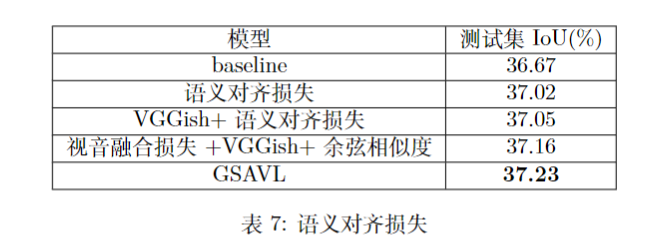 模型 测试集 IoU(%)
baseline 36.67
语义对齐损失 37.02
VGGish+ 语义对齐损失 37.05
视音融合损失 +VGGish+ 余弦相似度 37.16
GSAVL 37.23
表 7: 语义对齐损失